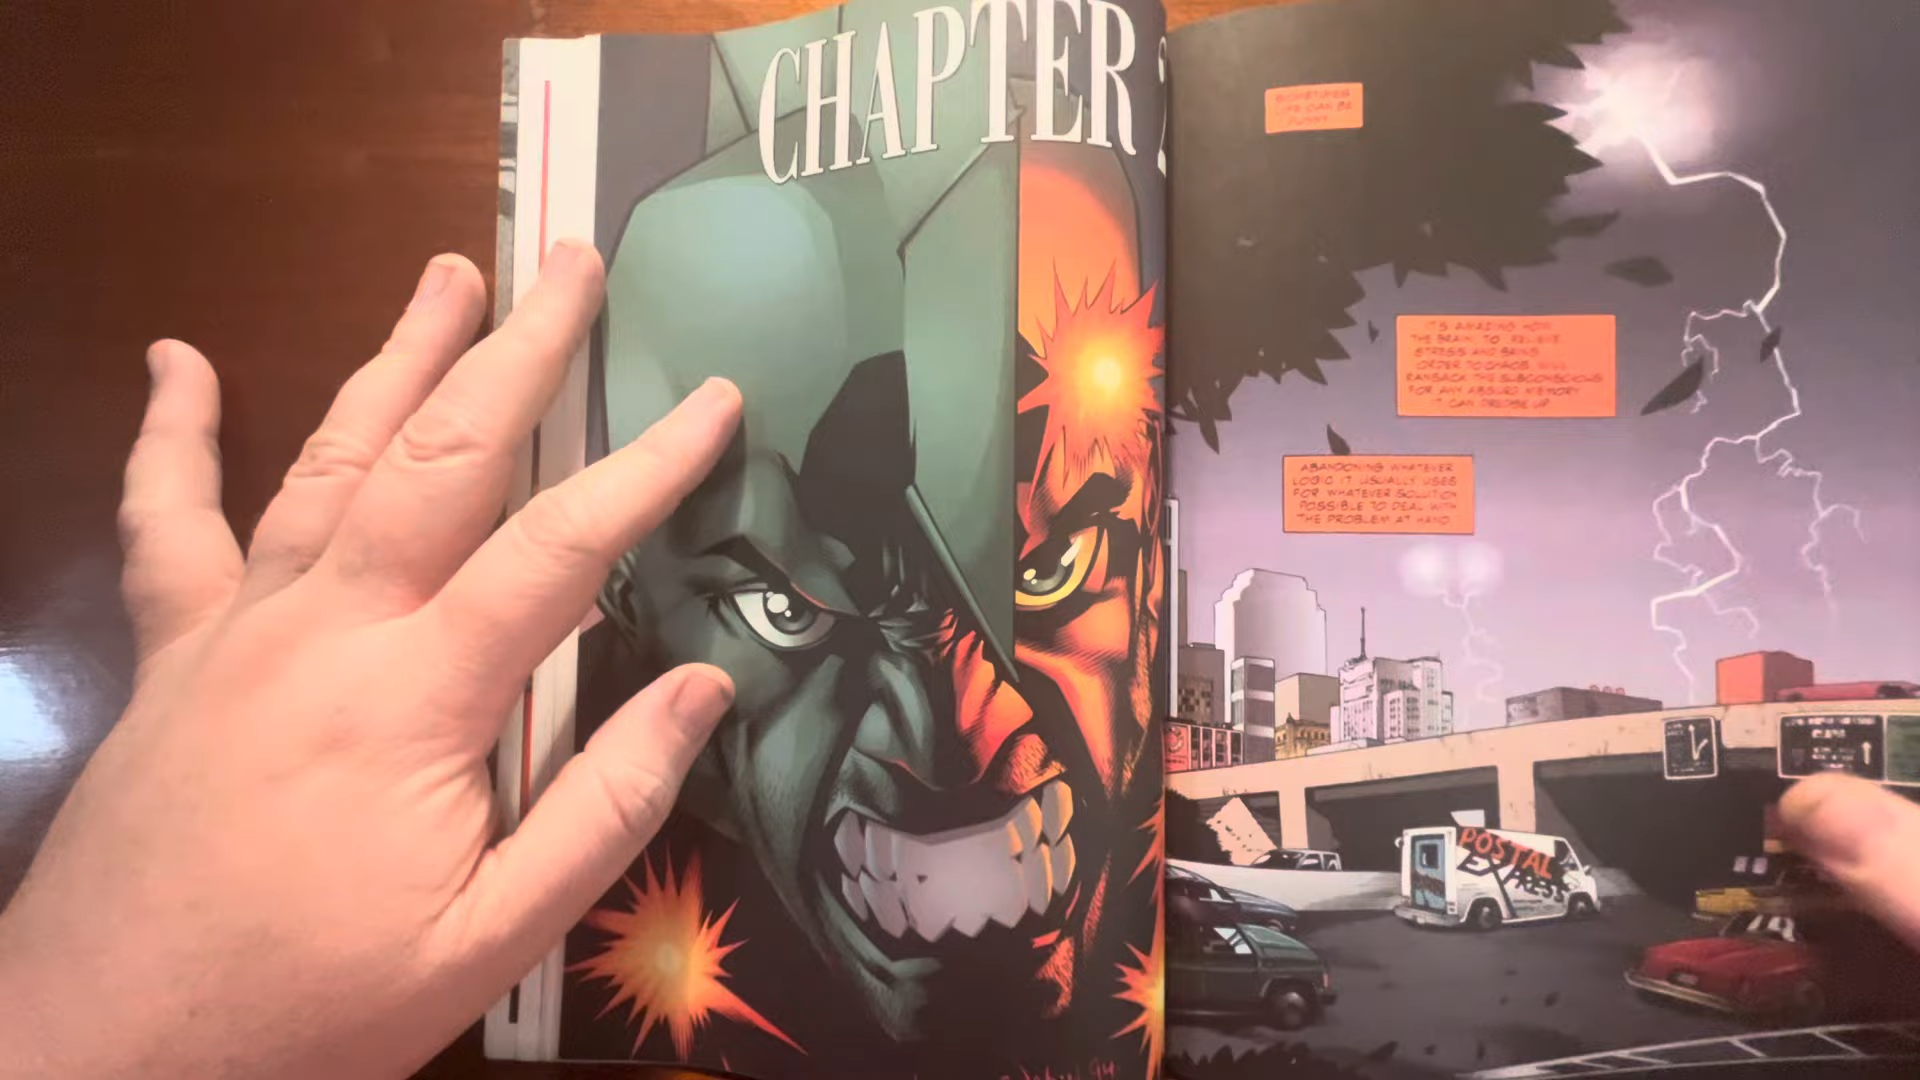 CHAPTER 2
SOMETIMES
LIFE CAN BE
FUNNY.
IT'S AMAZING HOW
THE BRAIN, TO RELIEVE
STRESS AND BRING
ORDER TO CHAOS, WILL
RANSACK THE SUBCONSCIOUS
FOR ANY ABSURD MEMORY
IT CAN DREDGE UP.
ABANDONING WHATEVER
LOGIC IT USUALLY USES
FOR WHATEVER SOLUTION
POSSIBLE TO DEAL WITH
THE PROBLEM AT HAND.
POSTAL
EXPRESS